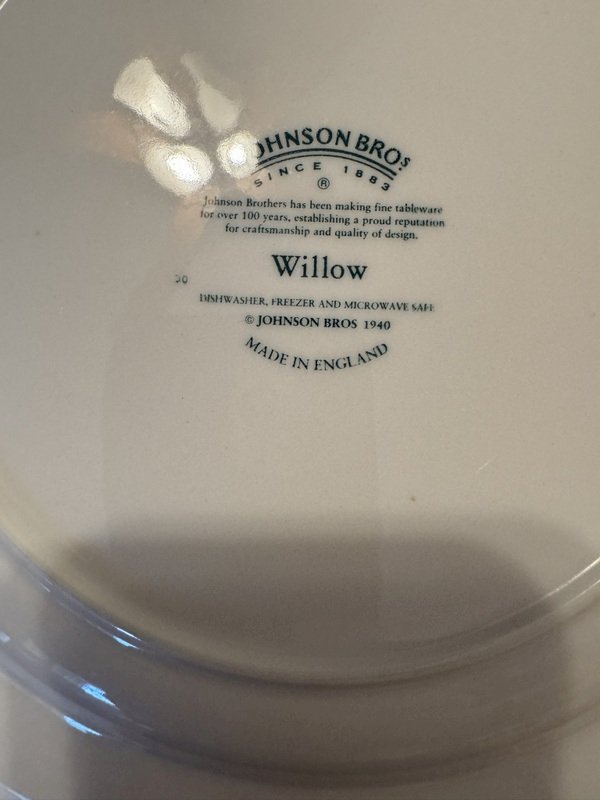 JOHNSON BROS
SINCE 1883
®
Johnson Brothers has been making fine tableware
for over 100 years, establishing a proud reputation
for craftsmanship and quality of design.
Willow
DISHWASHER, FREEZER AND MICROWAVE SAFE
© JOHNSON BROS 1940
MADE IN ENGLAND